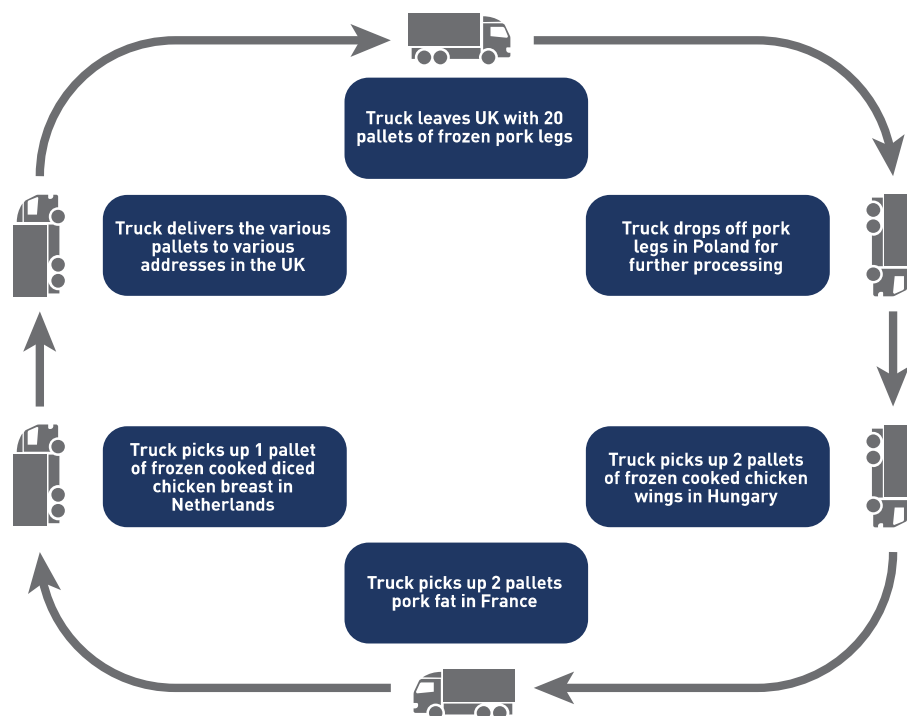 Truck leaves UK with 20
pallets of frozen pork legs
Truck drops off pork
legs in Poland for
further processing
Truck picks up 2 pallets
of frozen cooked chicken
wings in Hungary
Truck picks up 2 pallets
pork fat in France
Truck picks up 1 pallet
of frozen cooked diced
chicken breast in
Netherlands
Truck delivers the various
pallets to various
addresses in the UK